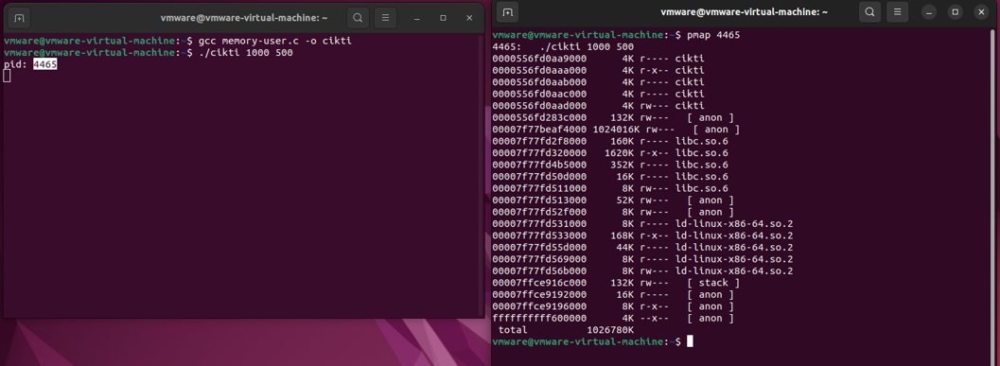 vmware@vmware-virtual-machine: ~
vmware@vmware-virtual-machine:~$ gcc memory-user.c -o cikti
vmware@vmware-virtual-machine:~$ ./cikti 1000 500
pid: 4465
vmware@vmware-virtual-machine: ~
vmware@vmware-virtual-machine:~$ pmap 4465
4465:   ./cikti 1000 500
0000556fd0aa9000      4K r---- cikti
0000556fd0aaa000      4K r-x-- cikti
0000556fd0aab000      4K r---- cikti
0000556fd0aac000      4K r---- cikti
0000556fd0aad000      4K rw--- cikti
0000556fd283c000    132K rw---   [ anon ]
00007f77beaf4000 1024016K rw---   [ anon ]
00007f77fd2f8000    160K r---- libc.so.6
00007f77fd320000   1620K r-x-- libc.so.6
00007f77fd4b5000    352K r---- libc.so.6
00007f77fd50d000     16K r---- libc.so.6
00007f77fd511000      8K rw--- libc.so.6
00007f77fd513000     52K rw---   [ anon ]
00007f77fd52f000      8K rw---   [ anon ]
00007f77fd531000      8K r---- ld-linux-x86-64.so.2
00007f77fd533000    168K r-x-- ld-linux-x86-64.so.2
00007f77fd55d000     44K r---- ld-linux-x86-64.so.2
00007f77fd569000      8K r---- ld-linux-x86-64.so.2
00007f77fd56b000      8K rw--- ld-linux-x86-64.so.2
00007ffce916c000    132K rw---   [ stack ]
00007ffce9192000     16K r----   [ anon ]
00007ffce9196000      8K r-x--   [ anon ]
ffffffffff600000      4K --x--   [ anon ]
 total          1026780K
vmware@vmware-virtual-machine:~$